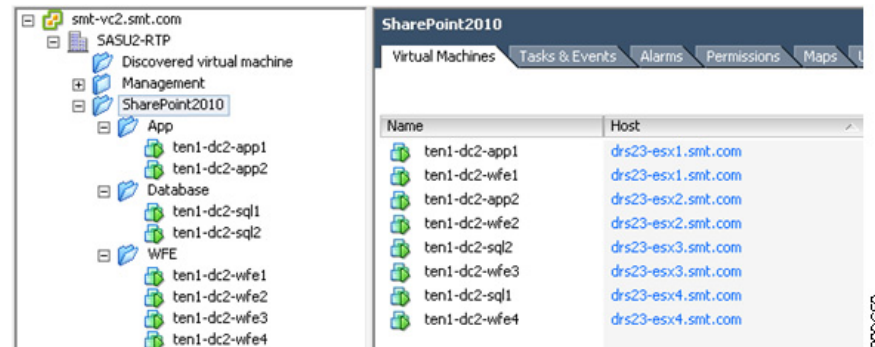 smt-vc2.smt.com
SASU2-RTP
Discovered virtual machine
Management
SharePoint2010
App
ten1-dc2-app1
ten1-dc2-app2
Database
ten1-dc2-sql1
ten1-dc2-sql2
WFE
ten1-dc2-wfe1
ten1-dc2-wfe2
ten1-dc2-wfe3
ten1-dc2-wfe4
SharePoint2010
Virtual Machines Tasks & Events Alarms Permissions Maps
Name Host
ten1-dc2-app1 drs23-esx1.smt.com
ten1-dc2-wfe1 drs23-esx1.smt.com
ten1-dc2-app2 drs23-esx2.smt.com
ten1-dc2-wfe2 drs23-esx2.smt.com
ten1-dc2-sql2 drs23-esx3.smt.com
ten1-dc2-wfe3 drs23-esx3.smt.com
ten1-dc2-sql1 drs23-esx4.smt.com
ten1-dc2-wfe4 drs23-esx4.smt.com